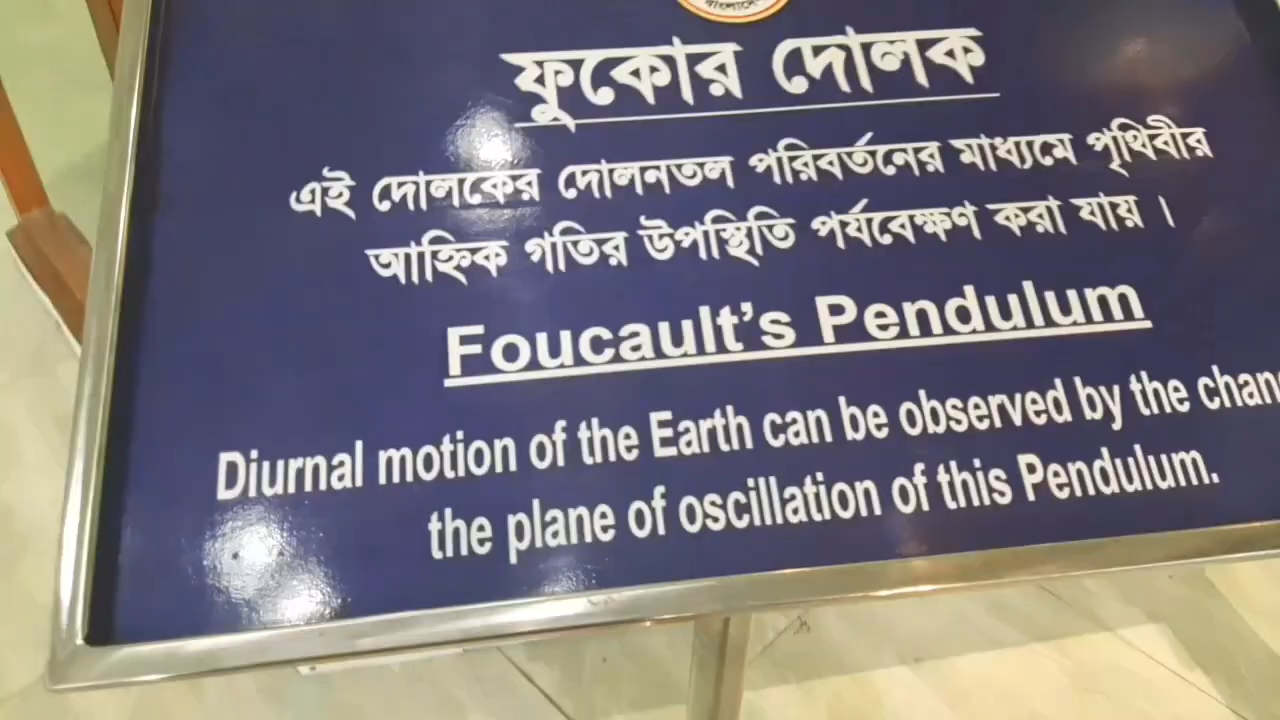 ফুকোর দোলক
এই দোলকের দোলনতল পরিবর্তনের মাধ্যমে পৃথিবীর
আহ্নিক গতির উপস্থিতি পর্যবেক্ষণ করা যায় ।
Foucault’s Pendulum
Diurnal motion of the Earth can be observed by the
the plane of oscillation of this Pendulum.